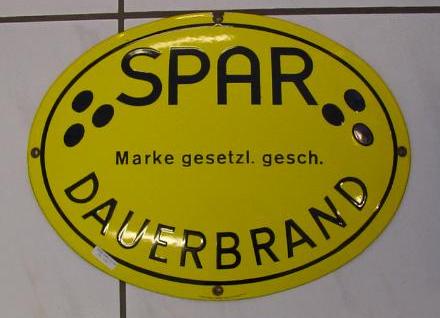 SPAR
Marke gesetzl. gesch.
DAUERBRAND